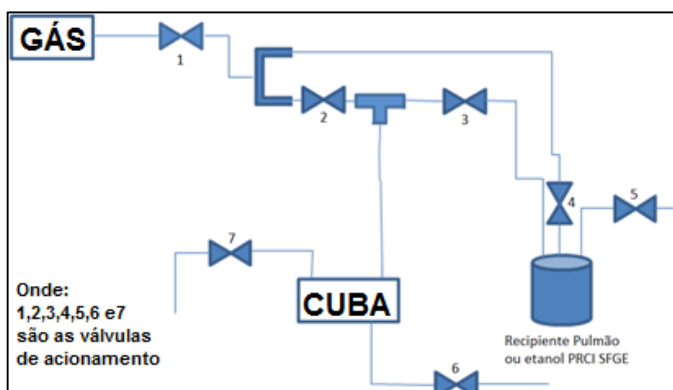 GÁS
1
2
3
4
5
7
Onde:
1,2,3,4,5,6 e7
são as válvulas
de acionamento
CUBA
Recipiente Pulmão
ou etanol PRCI SFGE
6